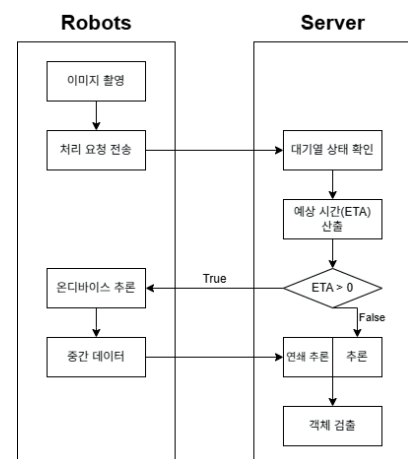 Robots
Server
이미지 촬영
처리 요청 전송
대기열 상태 확인
예상 시간(ETA)
산출
온디바이스 추론
True
ETA > 0
False
중간 데이터
연쇄 추론
추론
객체 검출